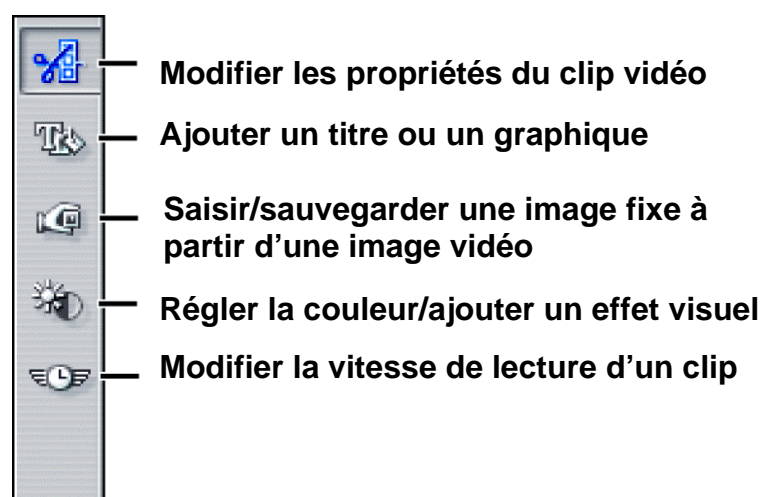 Modifier les propriétés du clip vidéo
Ajouter un titre ou un graphique
Saisir/sauvegarder une image fixe à
partir d’une image vidéo
Régler la couleur/ajouter un effet visuel
Modifier la vitesse de lecture d’un clip